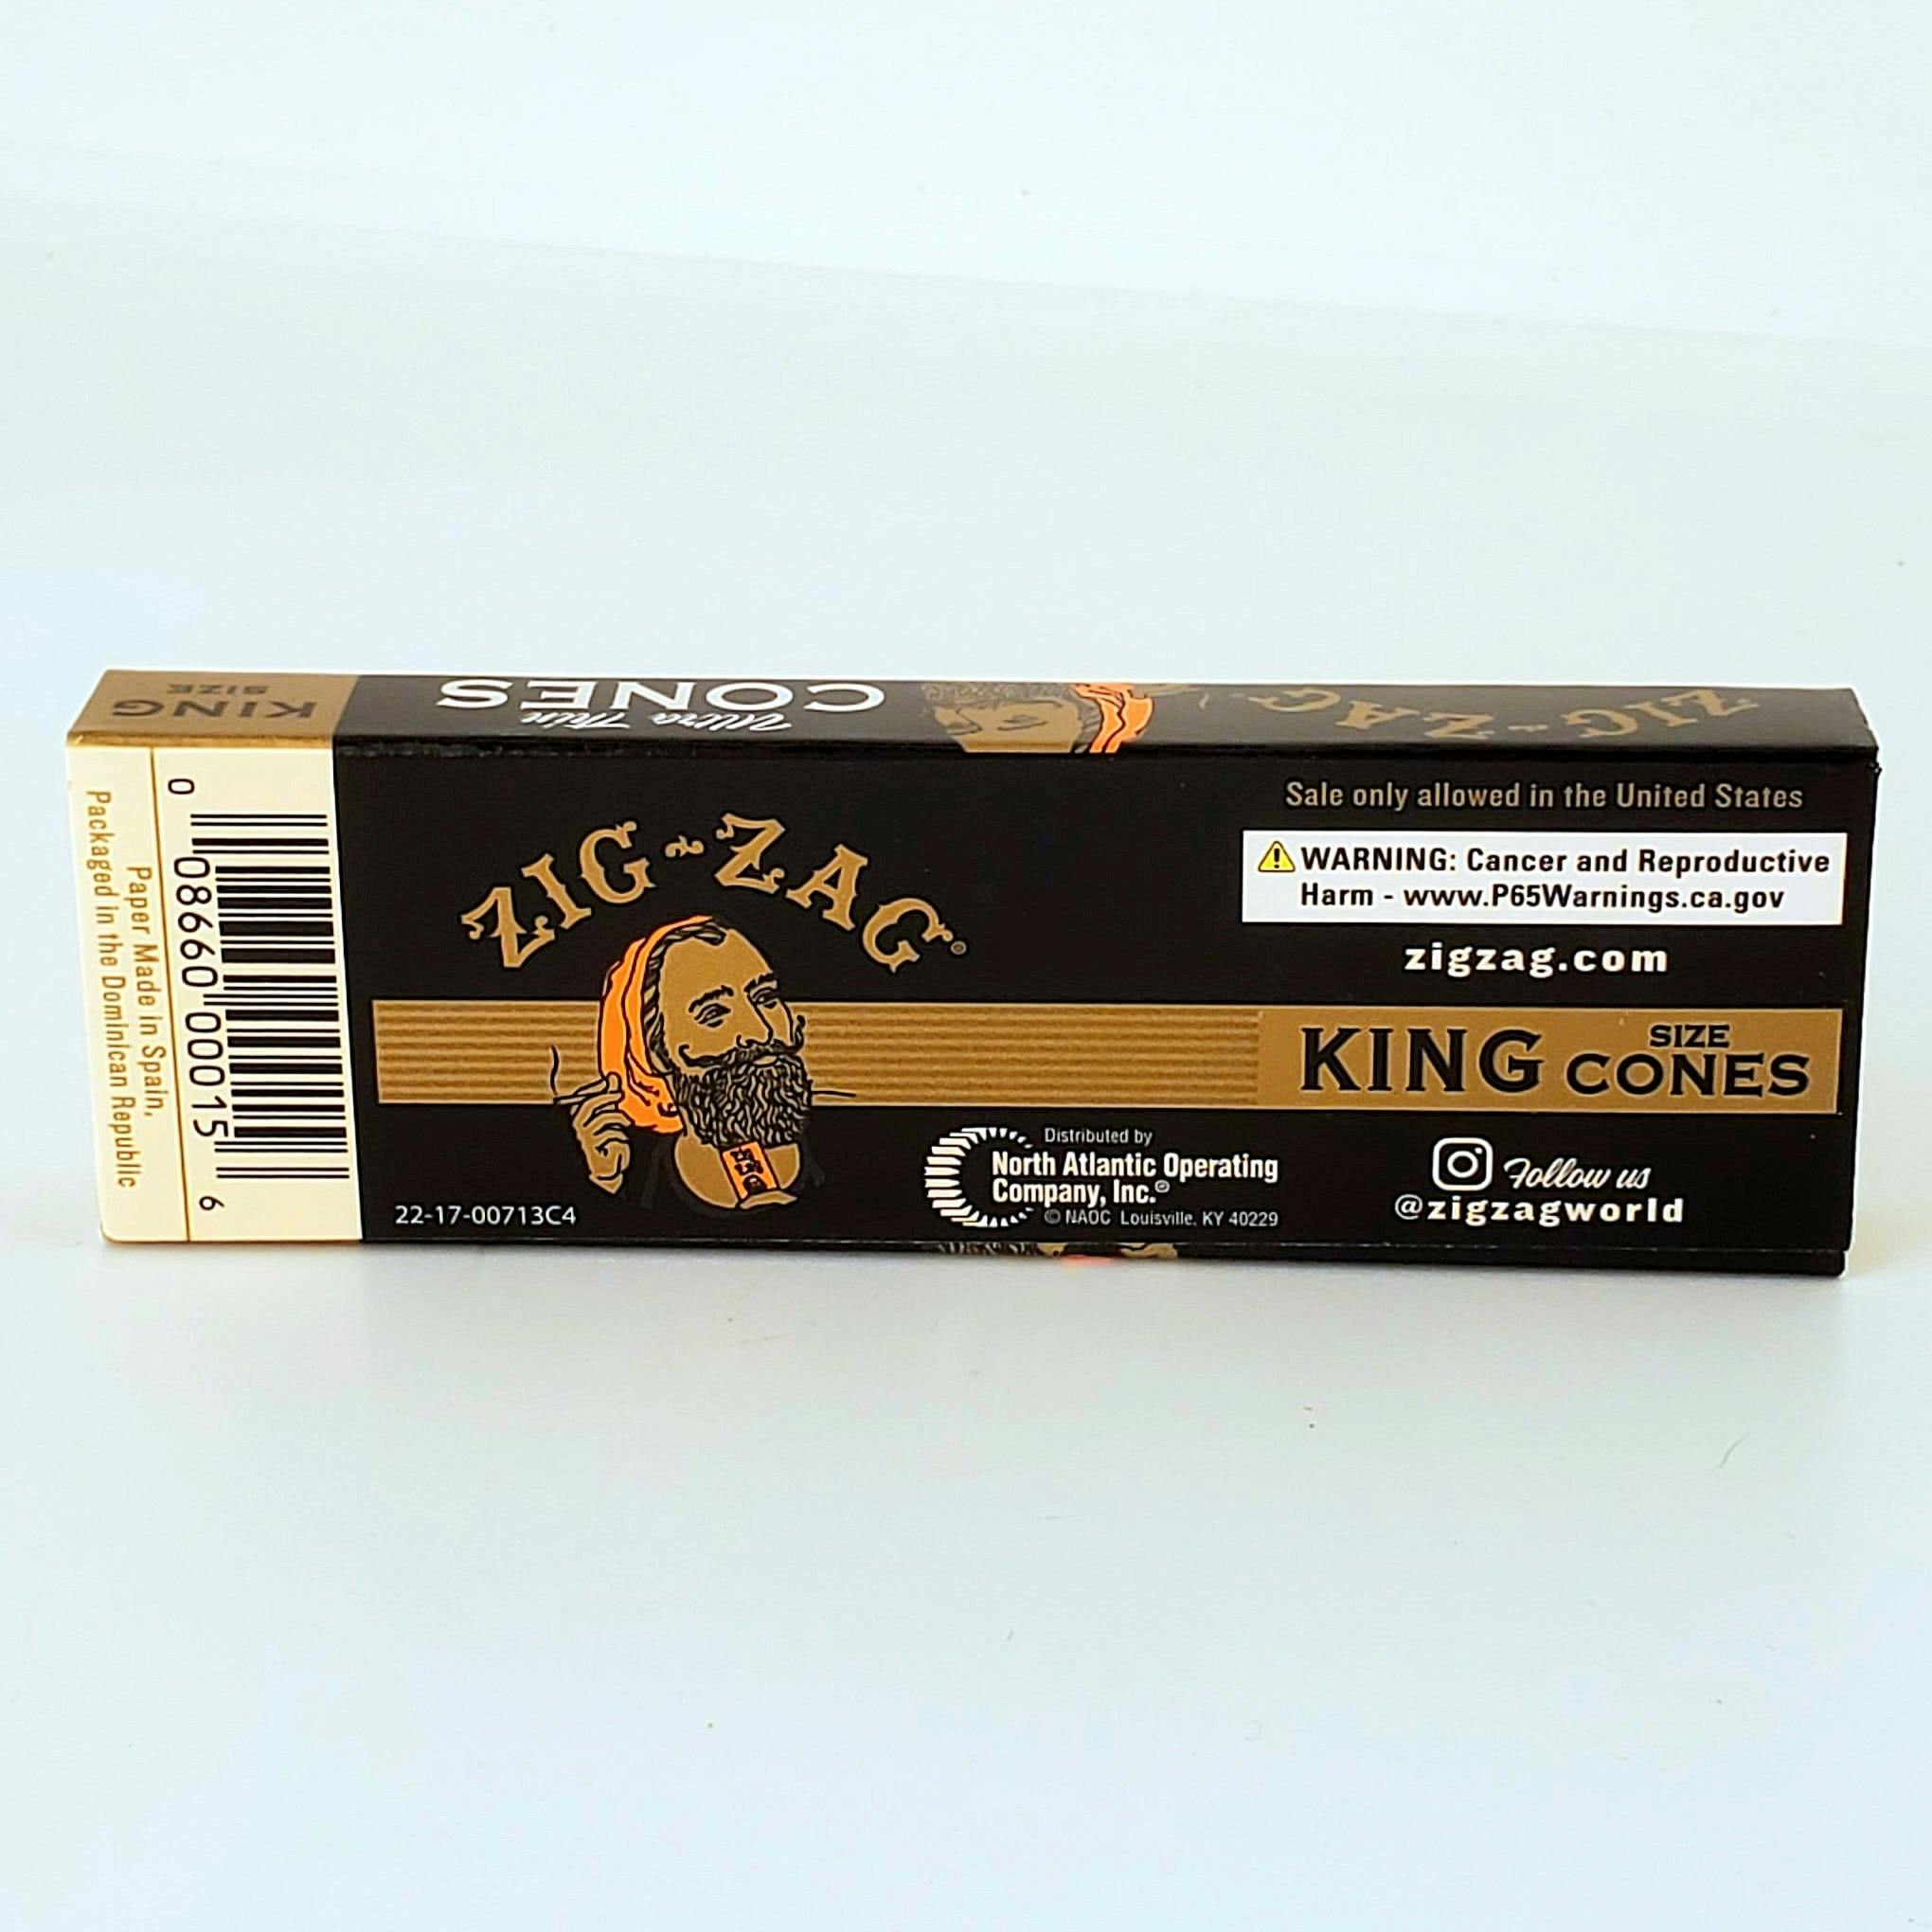 KING
SIZE
Ultra Thin
CONES
ZIG-ZAG
0
08660 00015
6
Paper Made in Spain,
Packaged in the Dominican Republic
ZIG-ZAG®
22-17-00713C4
Sale only allowed in the United States
⚠ WARNING: Cancer and Reproductive
Harm - www.P65Warnings.ca.gov
zigzag.com
KING SIZE
CONES
Distributed by
North Atlantic Operating
Company, Inc.®
© NAOC Louisville, KY 40229
Follow us
@zigzagworld